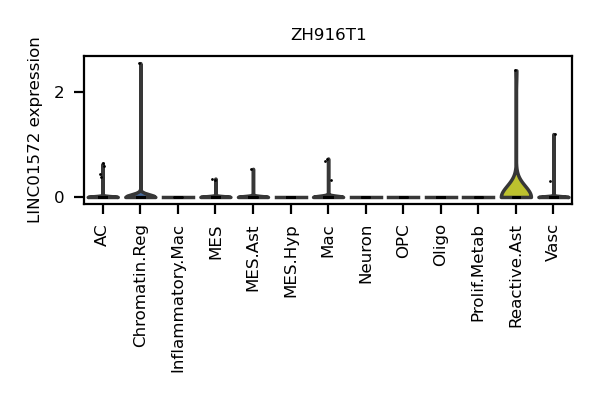 ZH916T1
LINC01572 expression
2
0
AC
Chromatin.Reg
Inflammatory.Mac
MES
MES.Ast
MES.Hyp
Mac
Neuron
OPC
Oligo
Prolif.Metab
Reactive.Ast
Vasc